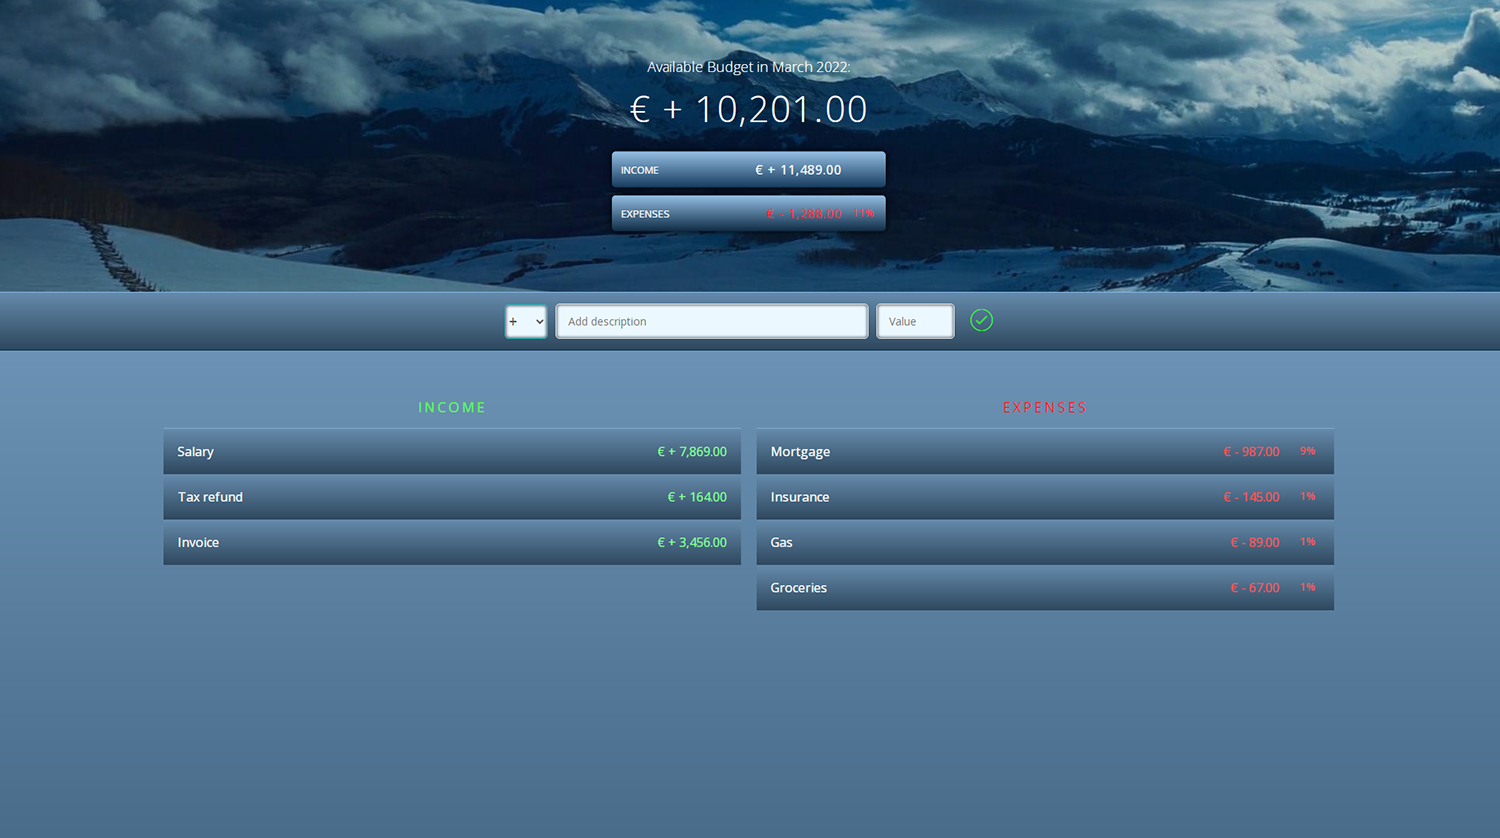 Available Budget in March 2022:
€ + 10,201.00
INCOME € + 11,489.00
EXPENSES € - 1,288.00 11%
+ Add description Value
INCOME
Salary € + 7,869.00
Tax refund € + 164.00
Invoice € + 3,456.00
EXPENSES
Mortgage € - 987.00 9%
Insurance € - 145.00 1%
Gas € - 89.00 1%
Groceries € - 67.00 1%